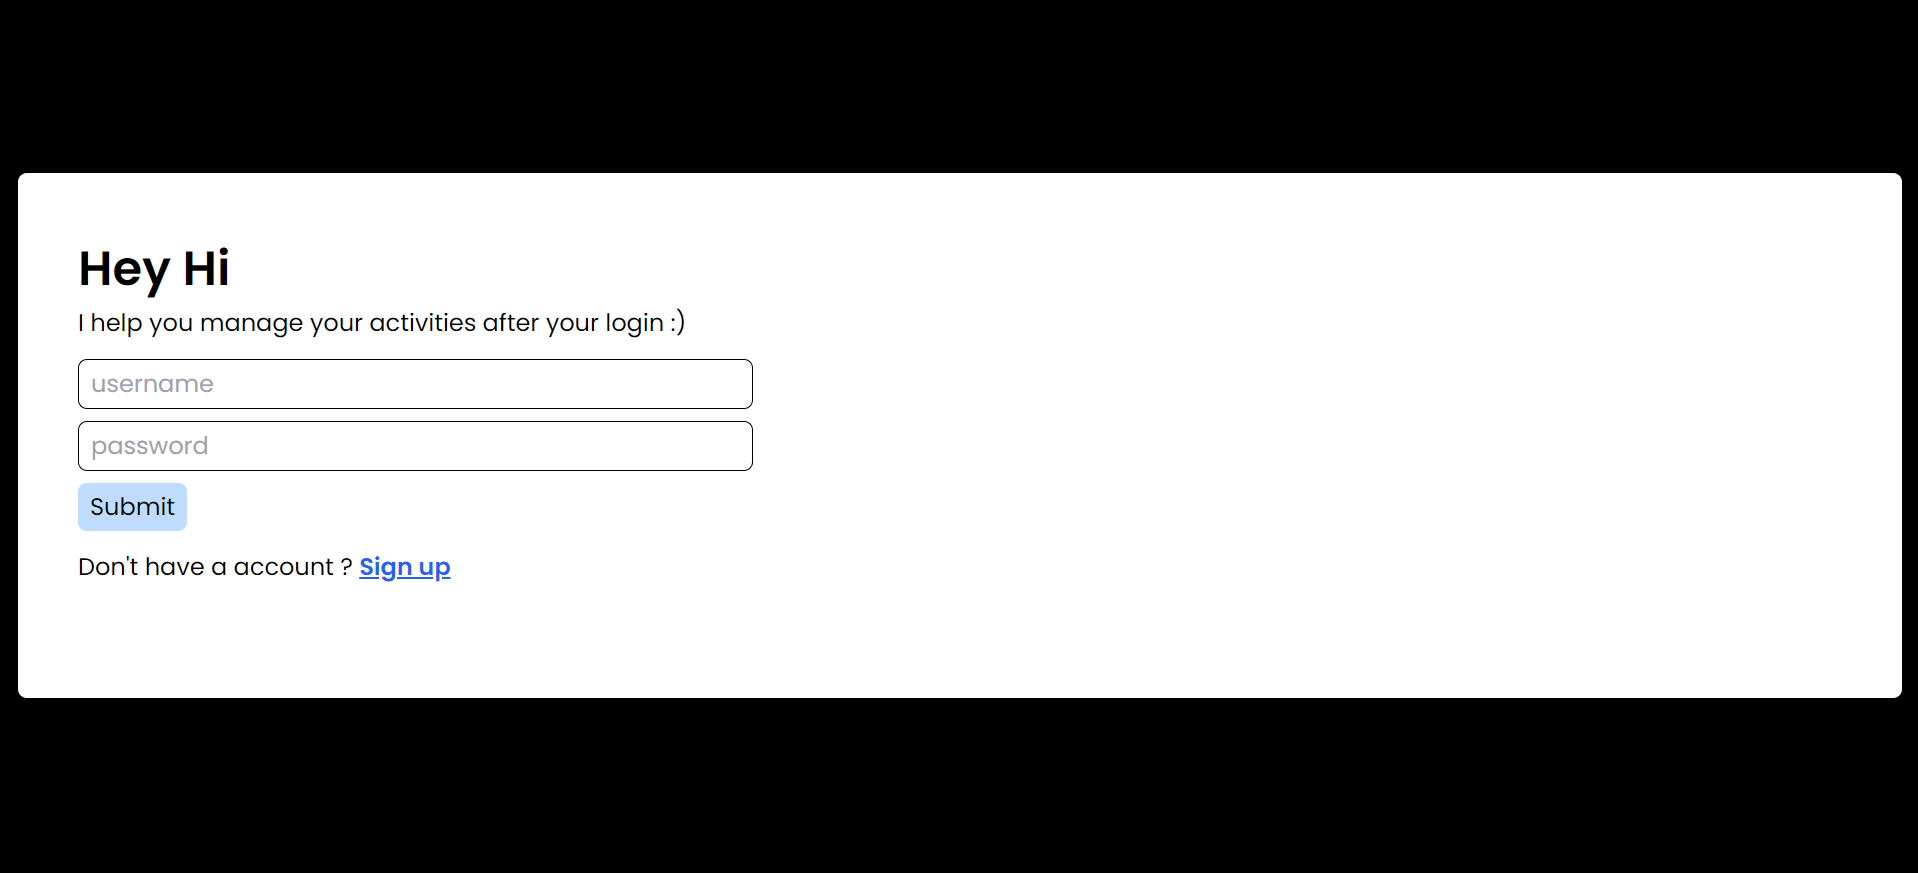 Hey Hi
I help you manage your activities after your login :)
username
password
Submit
Don't have a account ? Sign up